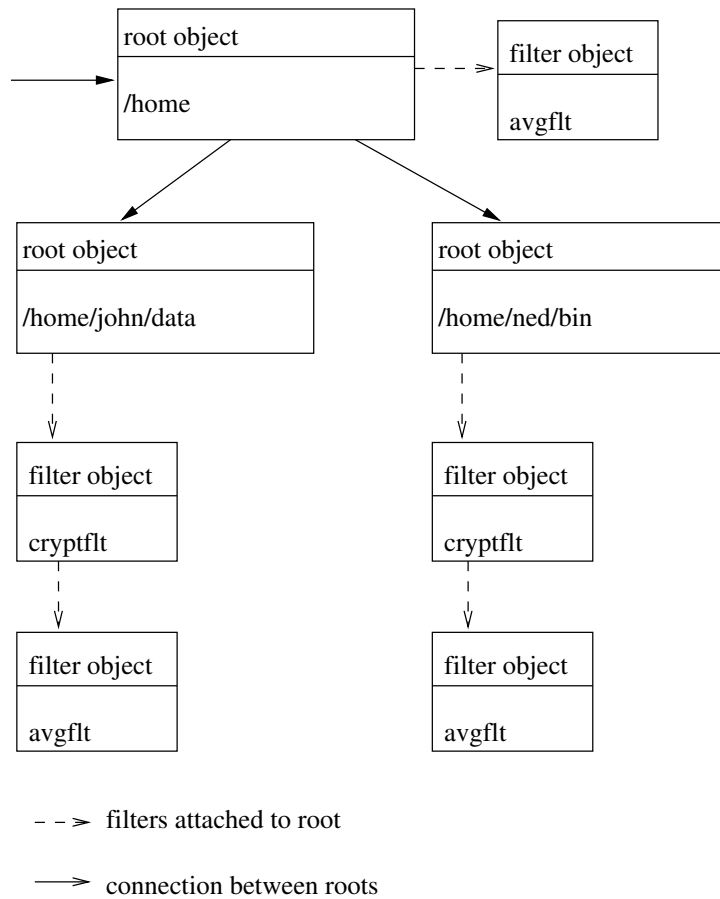 root object
/home
filter object
avgflt
root object
/home/john/data
root object
/home/ned/bin
filter object
cryptflt
filter object
cryptflt
filter object
avgflt
filter object
avgflt
filters attached to root
connection between roots